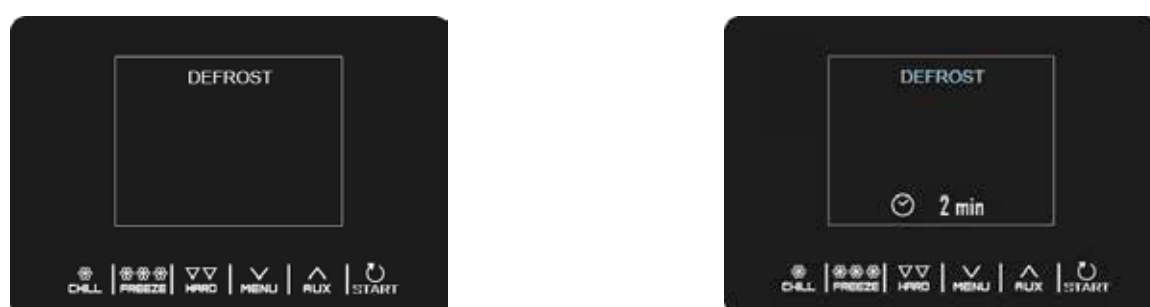 DEFROST
CHILL FREEZE HARD MENU AUX START
DEFROST
2 min
CHILL FREEZE HARD MENU AUX START